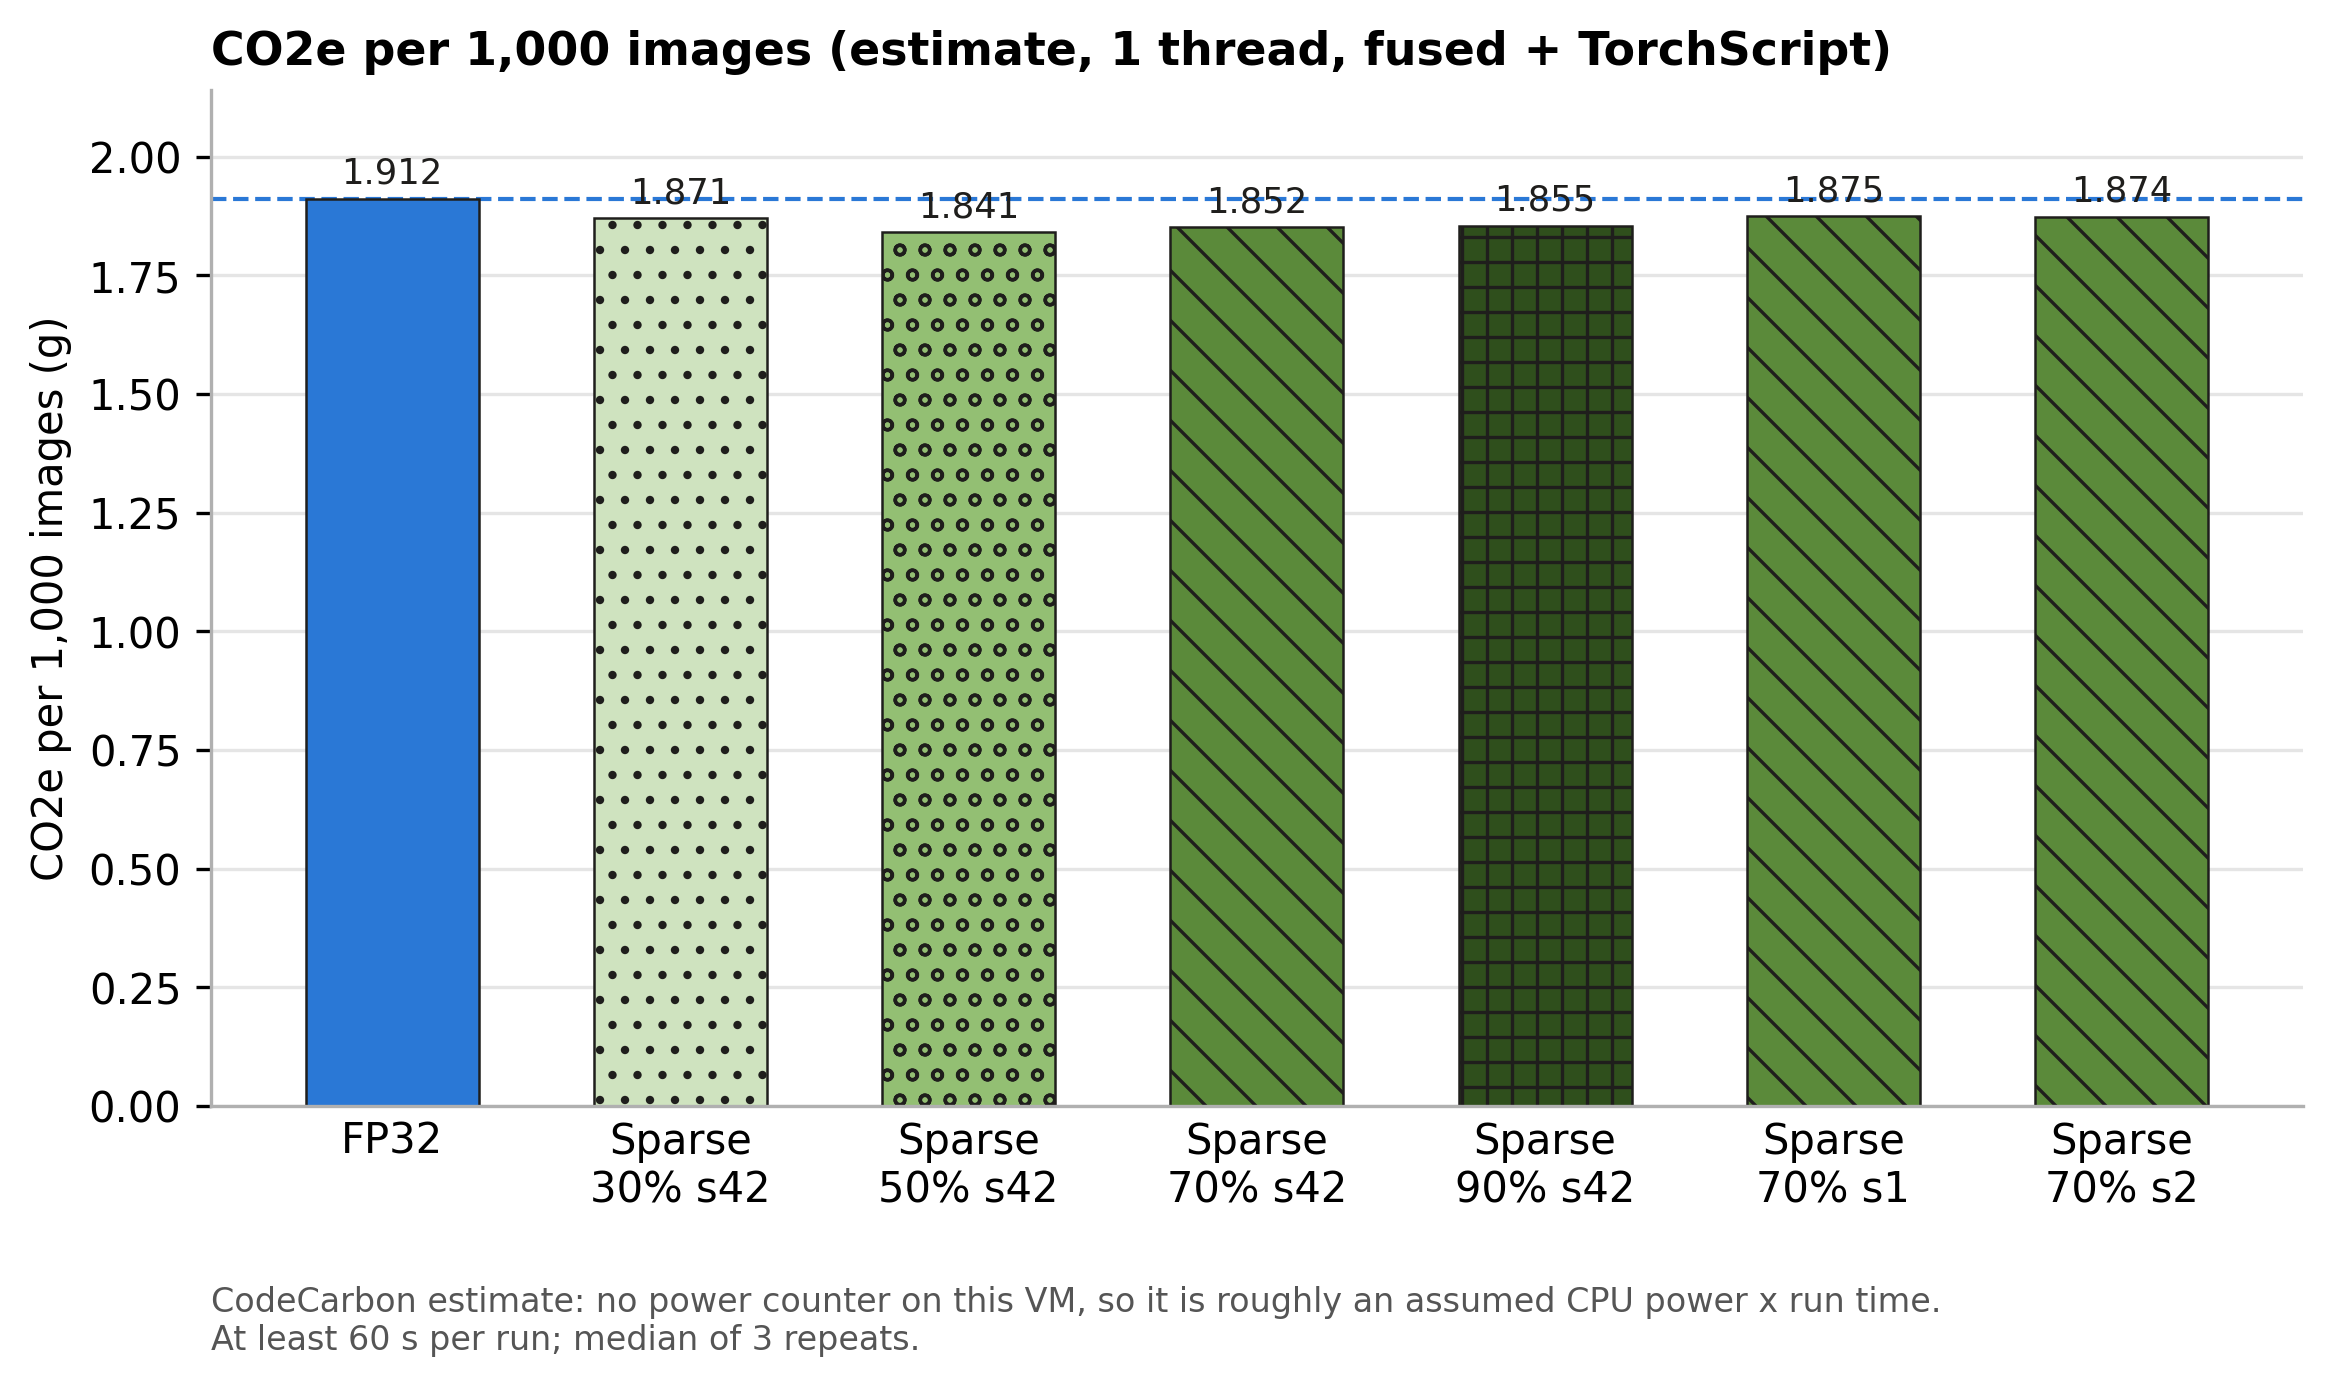 CO2e per 1,000 images (estimate, 1 thread, fused + TorchScript)
CO2e per 1,000 images (g)
2.00
1.75
1.50
1.25
1.00
0.75
0.50
0.25
0.00
1.912
1.871
1.841
1.852
1.855
1.875
1.874
FP32
Sparse
30% s42
Sparse
50% s42
Sparse
70% s42
Sparse
90% s42
Sparse
70% s1
Sparse
70% s2
CodeCarbon estimate: no power counter on this VM, so it is roughly an assumed CPU power x run time.
At least 60 s per run; median of 3 repeats.